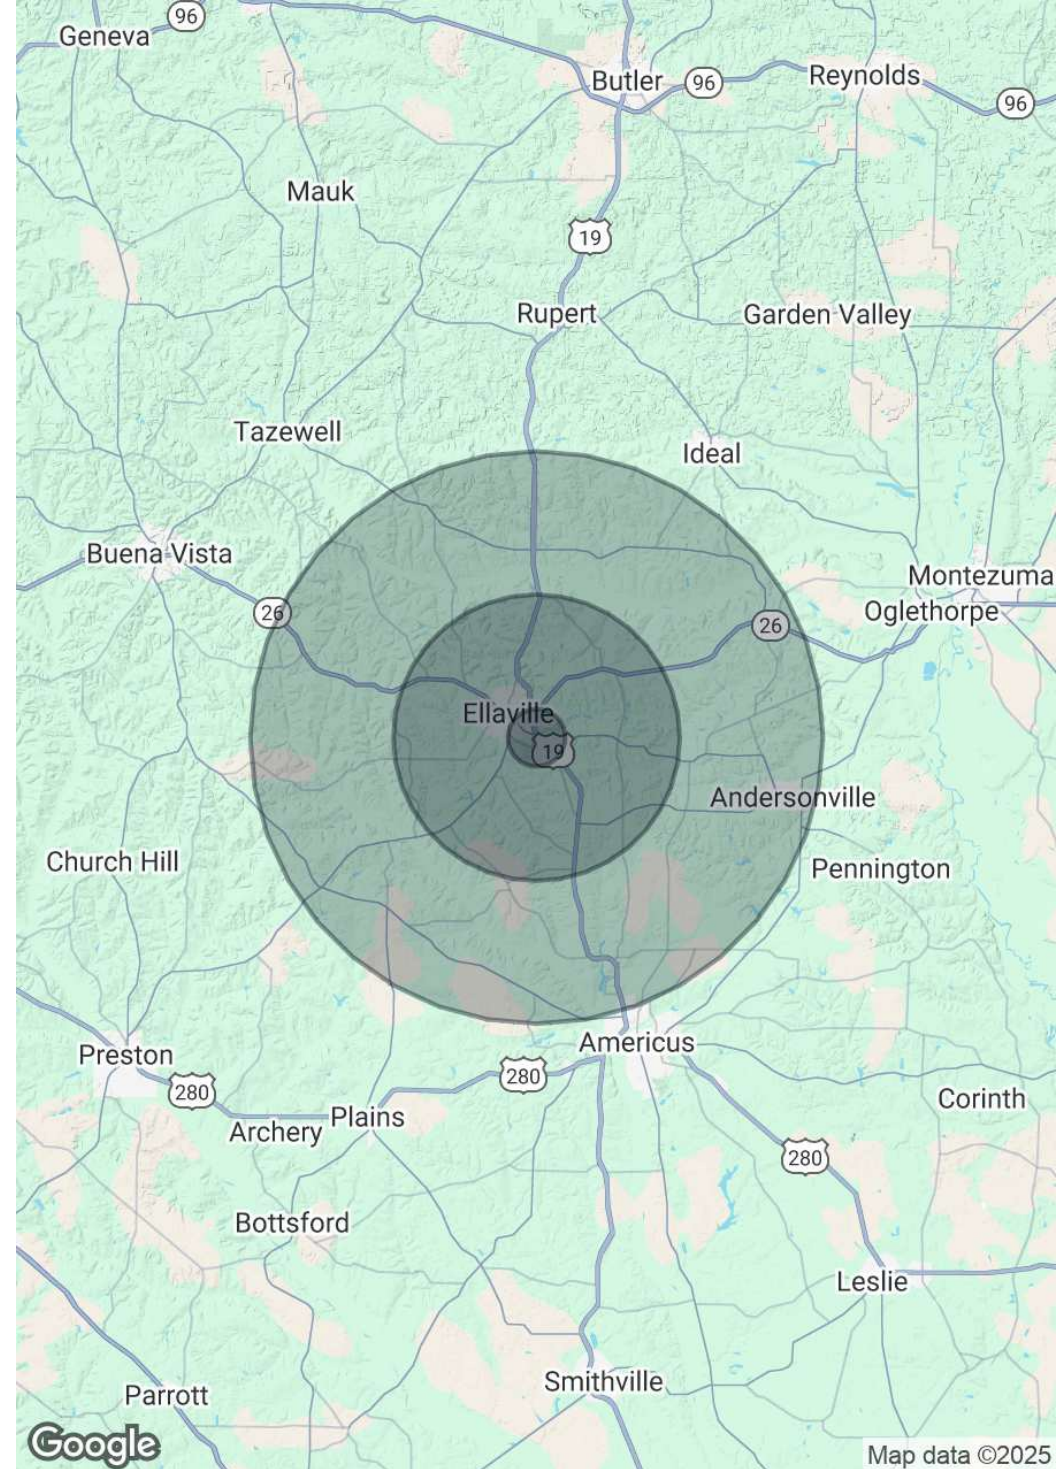 96
Geneva
Butler
96
Reynolds
96
Mauk
19
Rupert
Garden Valley
Tazewell
Ideal
Buena Vista
Montezuma
26
Oglethorpe
26
Ellaville
19
Andersonville
Church Hill
Pennington
Americus
Preston
280
280
Plains
Corinth
Archery
280
Bottsford
Leslie
Smithville
Parrott
Google
Map data ©2025